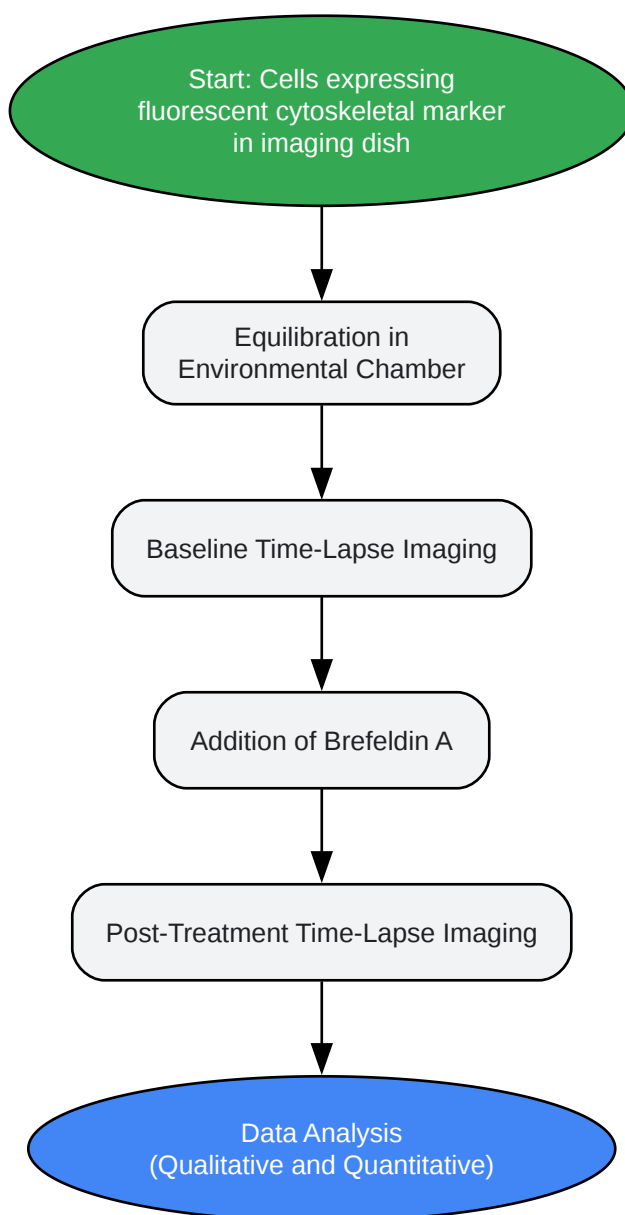 Start: Cells expressing
fluorescent cytoskeletal marker
in imaging dish
Equilibration in
Environmental Chamber
Baseline Time-Lapse Imaging
Addition of Brefeldin A
Post-Treatment Time-Lapse Imaging
Data Analysis
(Qualitative and Quantitative)